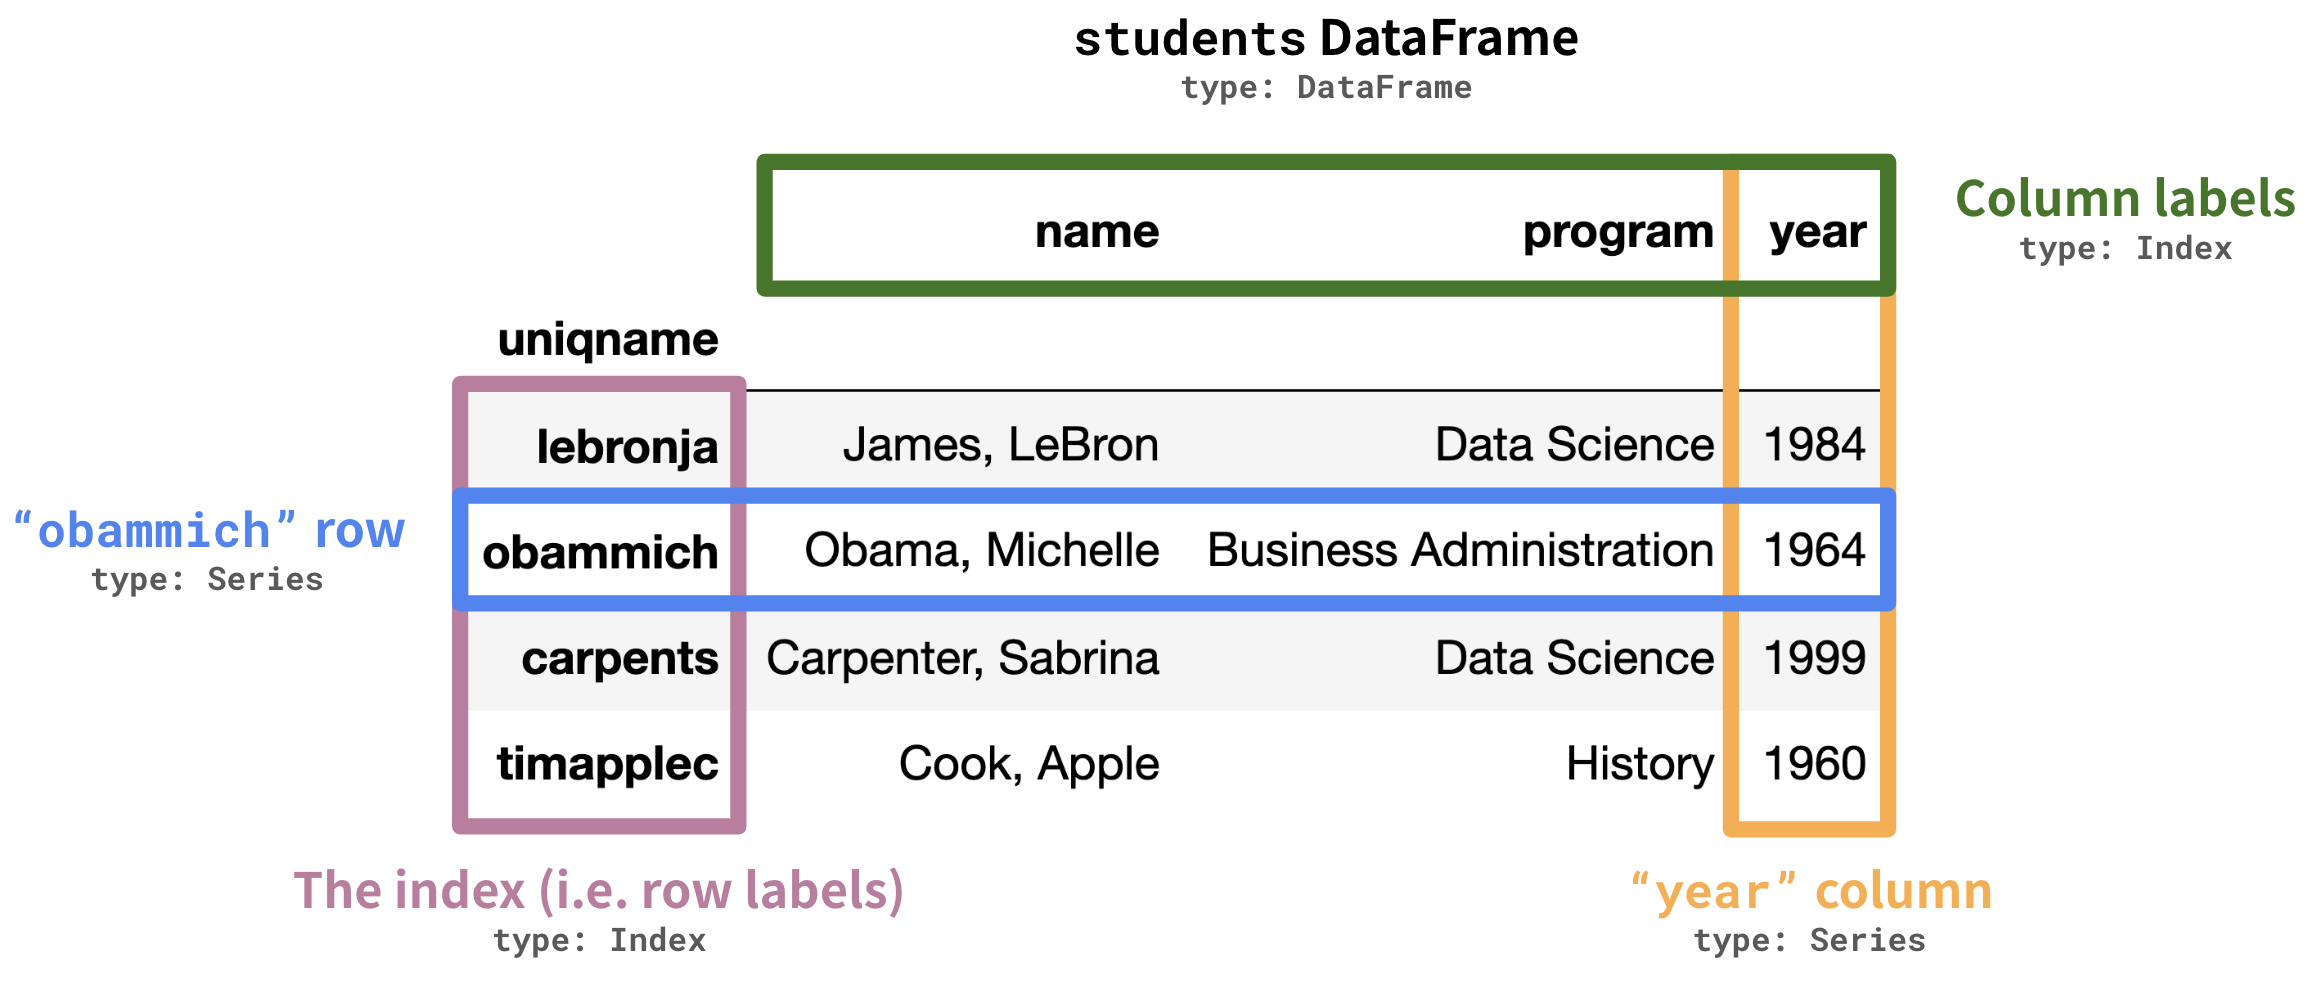 students DataFrame
type: DataFrame
name program year
Column labels
type: Index
uniqname
lebronja James, LeBron Data Science 1984
“obammich” row
type: Series
obammich Obama, Michelle Business Administration 1964
carpents Carpenter, Sabrina Data Science 1999
timapplec Cook, Apple History 1960
The index (i.e. row labels)
type: Index
“year” column
type: Series